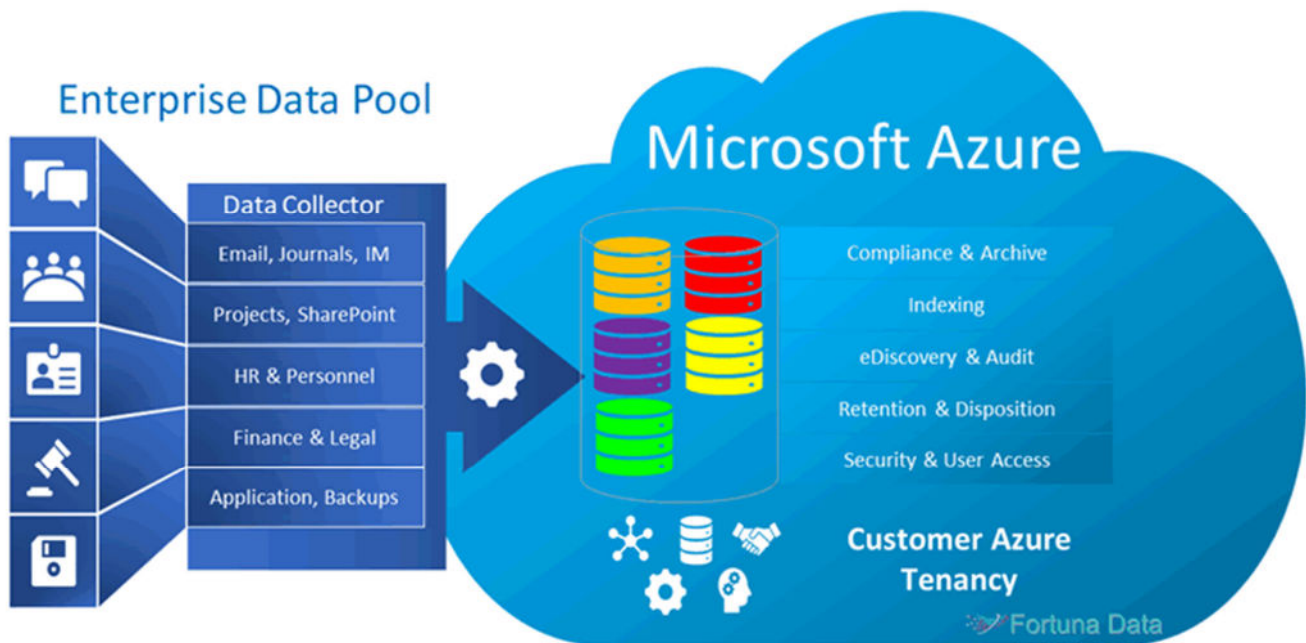 Enterprise Data Pool
Data Collector
Email, Journals, IM
Projects, SharePoint
HR & Personnel
Finance & Legal
Application, Backups
Microsoft Azure
Compliance & Archive
Indexing
eDiscovery & Audit
Retention & Disposition
Security & User Access
Customer Azure
Tenancy
Fortuna Data